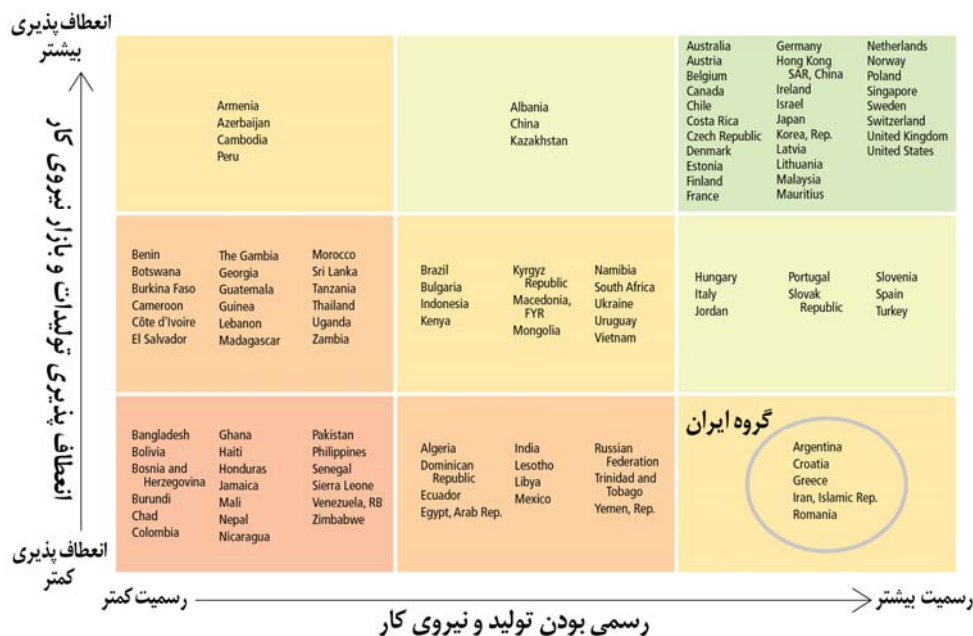 انعطاف پذیری
بیشتر
انعطاف پذیری تولیدات و بازار نیروی کار
Armenia
Azerbaijan
Cambodia
Peru
Albania
China
Kazakhstan
Australia
Austria
Belgium
Canada
Chile
Costa Rica
Czech Republic
Denmark
Estonia
Finland
France
Germany
Hong Kong
SAR, China
Ireland
Israel
Japan
Korea, Rep.
Latvia
Lithuania
Malaysia
Mauritius
Netherlands
Norway
Poland
Singapore
Sweden
Switzerland
United Kingdom
United States
Benin
Botswana
Burkina Faso
Cameroon
Côte d'Ivoire
El Salvador
The Gambia
Georgia
Guatemala
Guinea
Lebanon
Madagascar
Morocco
Sri Lanka
Tanzania
Thailand
Uganda
Zambia
Brazil
Bulgaria
Indonesia
Kenya
Kyrgyz
Republic
Macedonia,
FYR
Mongolia
Namibia
South Africa
Ukraine
Uruguay
Vietnam
Hungary
Italy
Jordan
Portugal
Slovak
Republic
Slovenia
Spain
Turkey
Bangladesh
Bolivia
Bosnia and
Herzegovina
Burundi
Chad
Colombia
Ghana
Haiti
Honduras
Jamaica
Mali
Nepal
Nicaragua
Pakistan
Philippines
Senegal
Sierra Leone
Venezuela, RB
Zimbabwe
Algeria
Dominican
Republic
Ecuador
Egypt, Arab Rep.
India
Lesotho
Libya
Mexico
Russian
Federation
Trinidad and
Tobago
Yemen, Rep.
گروه ایران
Argentina
Croatia
Greece
Iran, Islamic Rep.
Romania
انعطاف پذیری
کمتر
رسمیت کمتر
رسمیت بیشتر
رسمی بودن تولید و نیروی کار